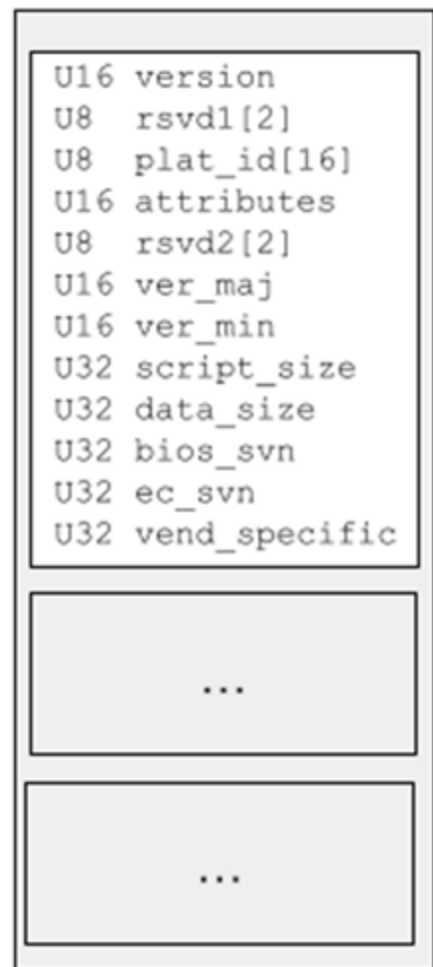 U16 version
U8 rsvd1[2]
U8 plat_id[16]
U16 attributes
U8 rsvd2[2]
U16 ver_maj
U16 ver_min
U32 script_size
U32 data_size
U32 bios_svn
U32 ec_svn
U32 vend_specific
...
...